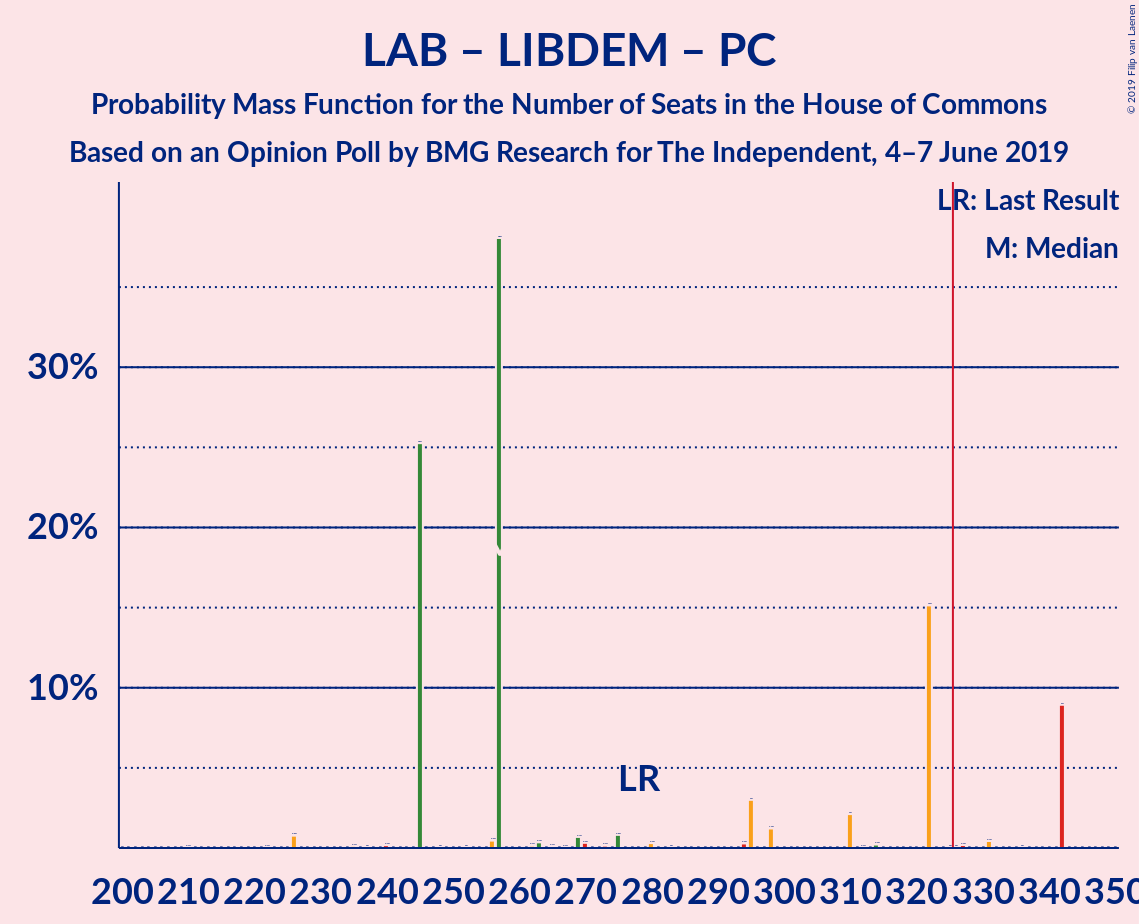 LAB – LIBDEM – PC
Probability Mass Function for the Number of Seats in the House of Commons
Based on an Opinion Poll by BMG Research for The Independent, 4–7 June 2019
© 2019 Filip van Laenen
LR: Last Result
M: Median
30%
20%
10%
LR
200 210 220 230 240 250 260 270 280 290 300 310 320 330 340 350